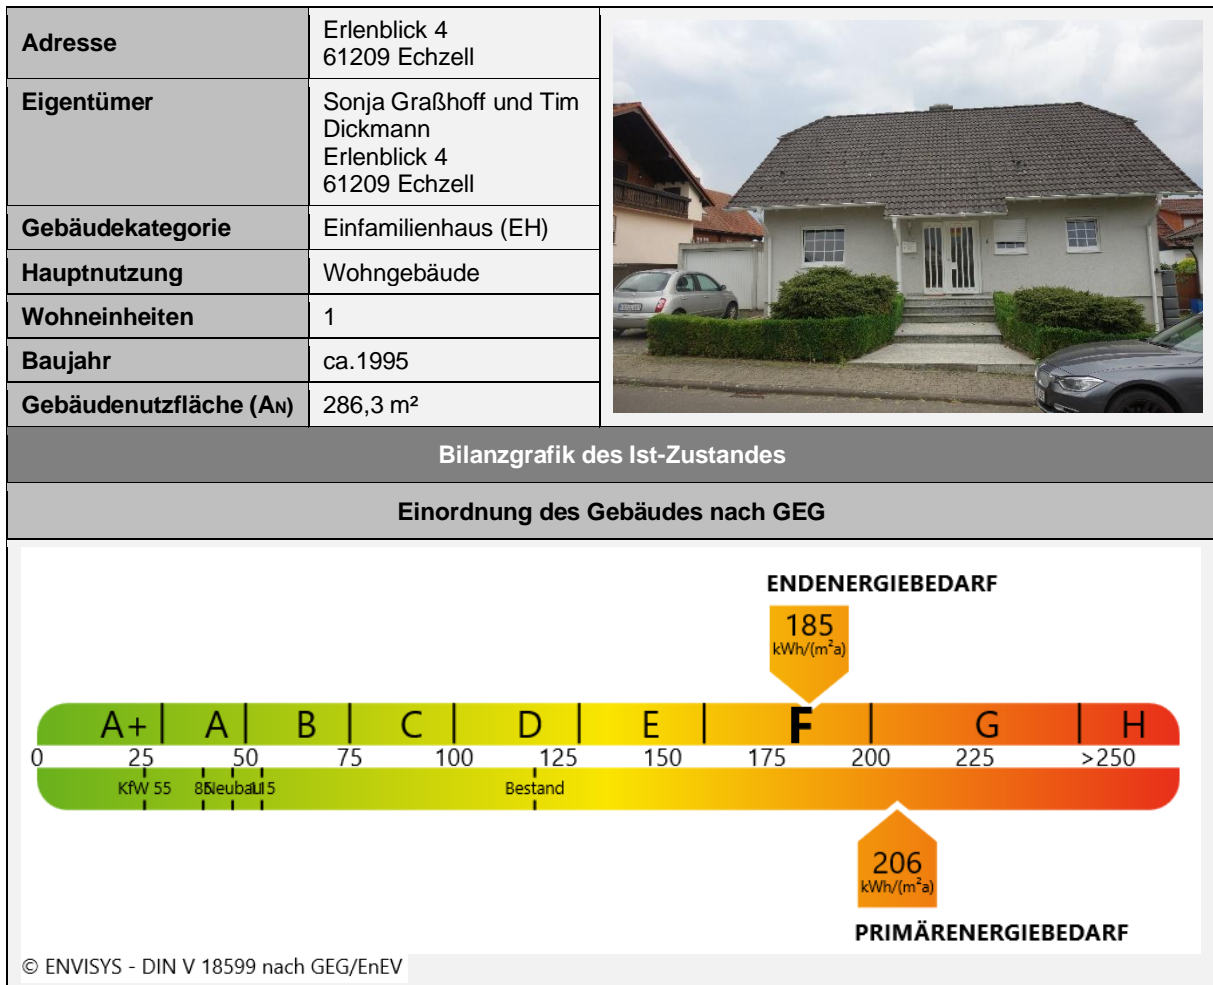 Adresse
Erlenblick 4
61209 Echzell
Eigentümer
Sonja Graßhoff und Tim
Dickmann
Erlenblick 4
61209 Echzell
Gebäudekategorie
Einfamilienhaus (EH)
Hauptnutzung
Wohngebäude
Wohneinheiten
1
Baujahr
ca.1995
Gebäudenutzfläche (AN)
286,3 m²
Bilanzgrafik des Ist-Zustandes
Einordnung des Gebäudes nach GEG
ENDENERGIEBEDARF
185
kWh/(m²a)
A+ A B C D E F G H
0 25 50 75 100 125 150 175 200 225 >250
KfW 55 85 Neubau 115 Bestand
206
kWh/(m²a)
PRIMÄRENERGIEBEDARF
© ENVISYS - DIN V 18599 nach GEG/EnEV